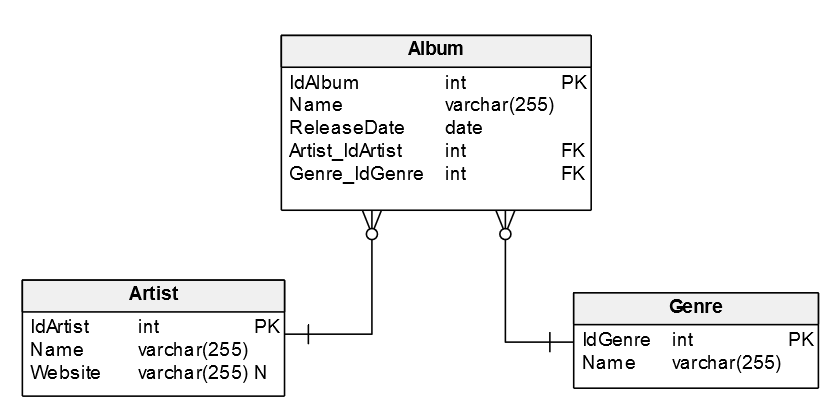 Album
IdAlbum int PK
Name varchar(255)
ReleaseDate date
Artist_IdArtist int FK
Genre_IdGenre int FK
Artist
IdArtist int PK
Name varchar(255)
Website varchar(255) N
Genre
IdGenre int PK
Name varchar(255)